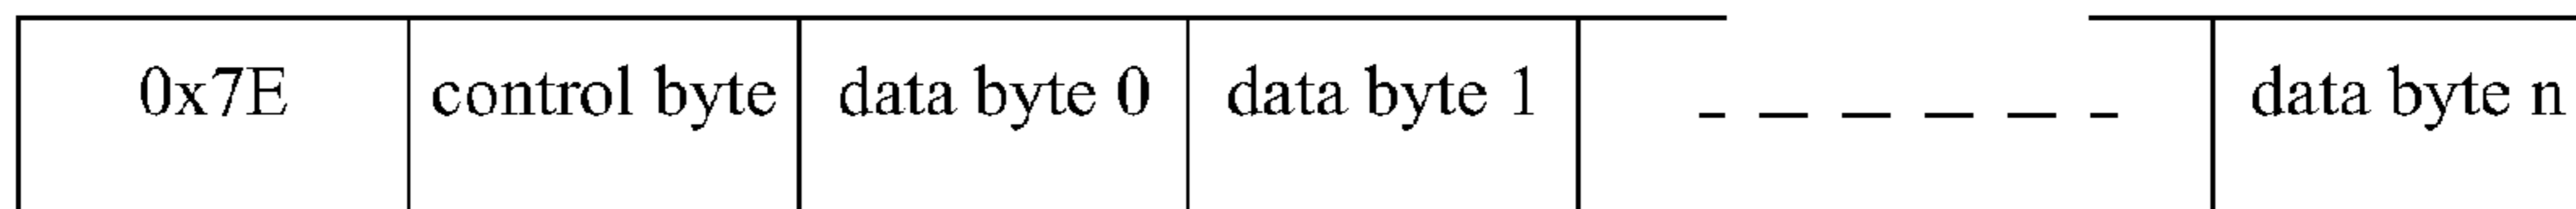 0x7E control byte data byte 0 data byte 1 data byte n